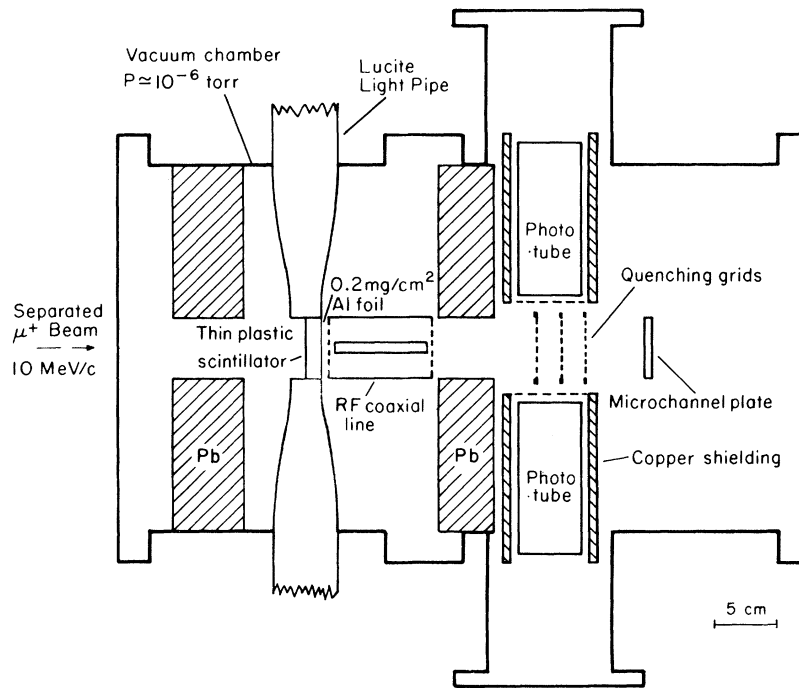 Vacuum chamber
P≃10⁻⁶ torr
Lucite
Light Pipe
Photo
tube
Quenching grids
0.2mg/cm²
Al foil
Separated
μ⁺ Beam
10 MeV/c
Thin plastic
scintillator
RF coaxial
line
Microchannel plate
Pb
Pb
Copper shielding
Photo
tube
5 cm